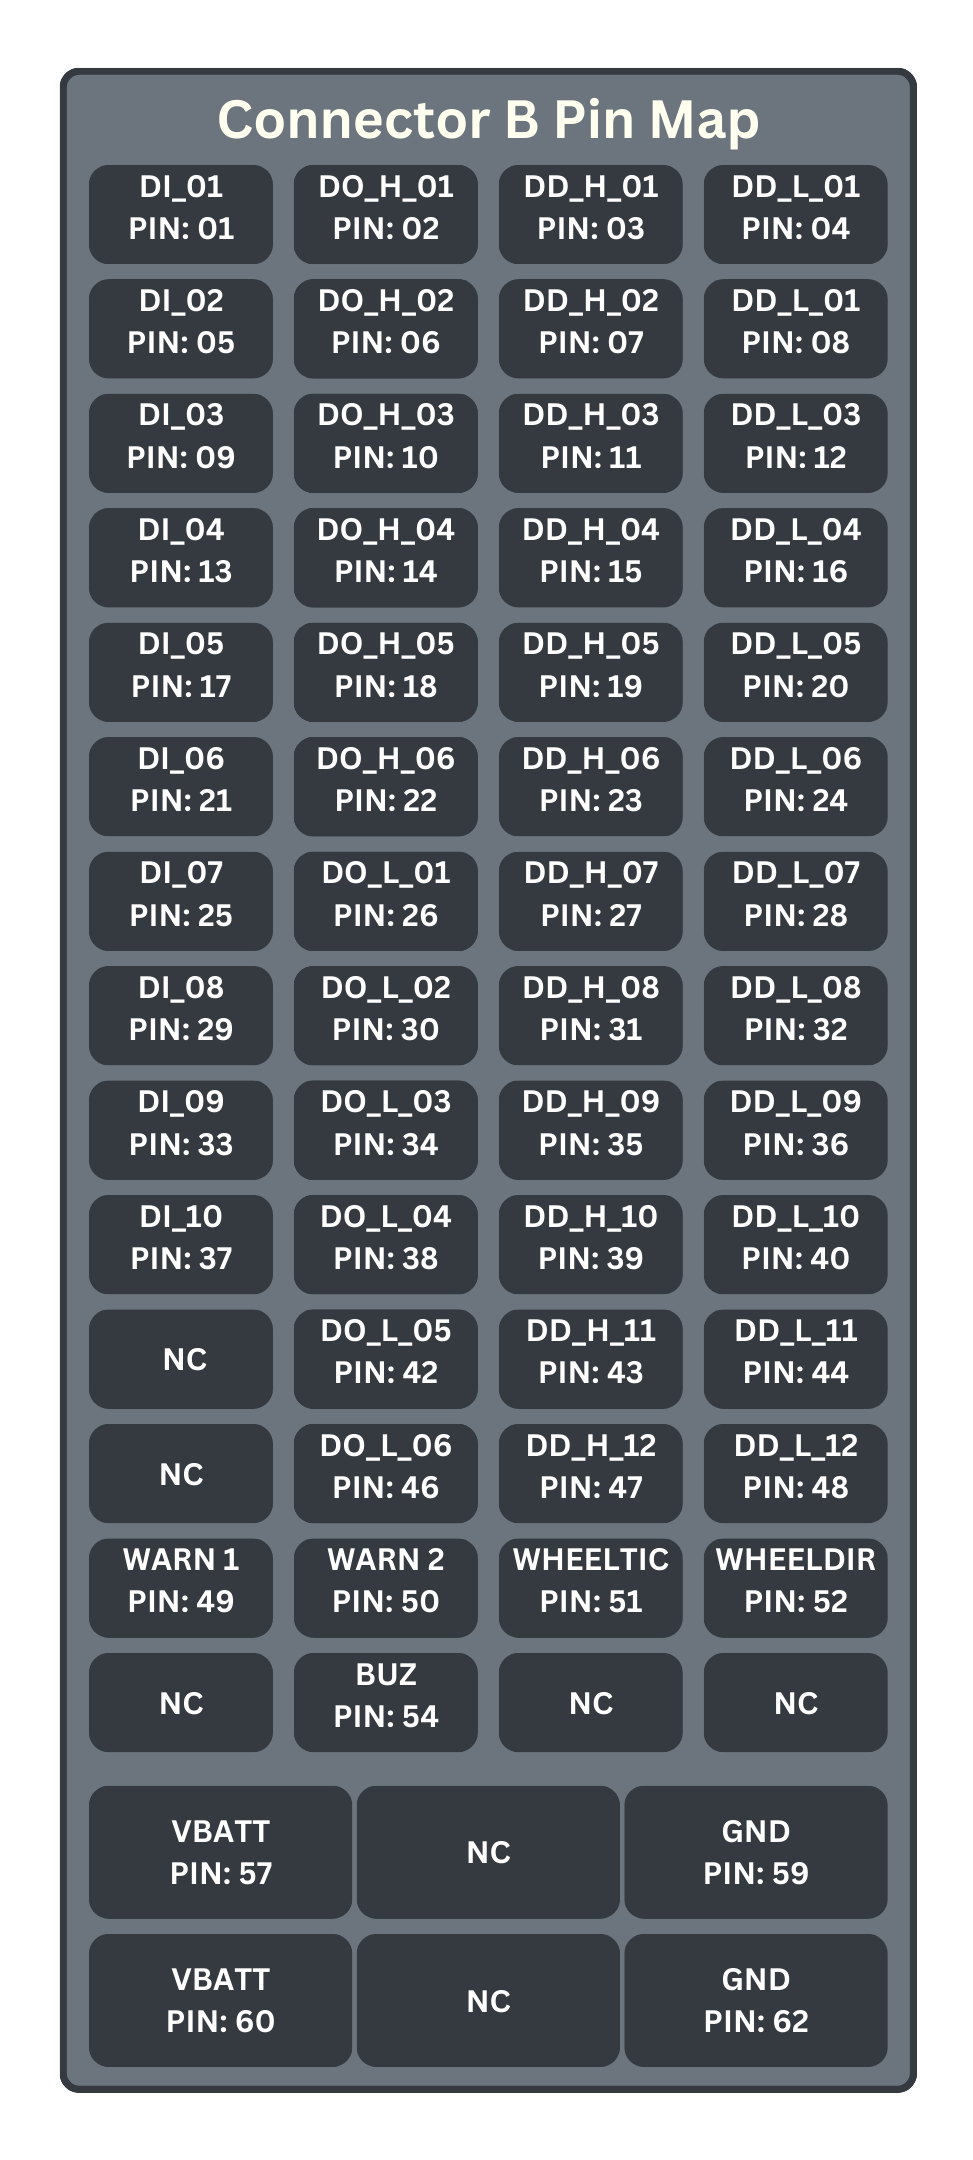 Connector B Pin Map
DI_01
PIN: 01
DO_H_01
PIN: 02
DD_H_01
PIN: 03
DD_L_01
PIN: 04
DI_02
PIN: 05
DO_H_02
PIN: 06
DD_H_02
PIN: 07
DD_L_01
PIN: 08
DI_03
PIN: 09
DO_H_03
PIN: 10
DD_H_03
PIN: 11
DD_L_03
PIN: 12
DI_04
PIN: 13
DO_H_04
PIN: 14
DD_H_04
PIN: 15
DD_L_04
PIN: 16
DI_05
PIN: 17
DO_H_05
PIN: 18
DD_H_05
PIN: 19
DD_L_05
PIN: 20
DI_06
PIN: 21
DO_H_06
PIN: 22
DD_H_06
PIN: 23
DD_L_06
PIN: 24
DI_07
PIN: 25
DO_L_01
PIN: 26
DD_H_07
PIN: 27
DD_L_07
PIN: 28
DI_08
PIN: 29
DO_L_02
PIN: 30
DD_H_08
PIN: 31
DD_L_08
PIN: 32
DI_09
PIN: 33
DO_L_03
PIN: 34
DD_H_09
PIN: 35
DD_L_09
PIN: 36
DI_10
PIN: 37
DO_L_04
PIN: 38
DD_H_10
PIN: 39
DD_L_10
PIN: 40
NC
DO_L_05
PIN: 42
DD_H_11
PIN: 43
DD_L_11
PIN: 44
NC
DO_L_06
PIN: 46
DD_H_12
PIN: 47
DD_L_12
PIN: 48
WARN 1
PIN: 49
WARN 2
PIN: 50
WHEELTIC
PIN: 51
WHEELDIR
PIN: 52
NC
BUZ
PIN: 54
NC
NC
VBATT
PIN: 57
NC
GND
PIN: 59
VBATT
PIN: 60
NC
GND
PIN: 62